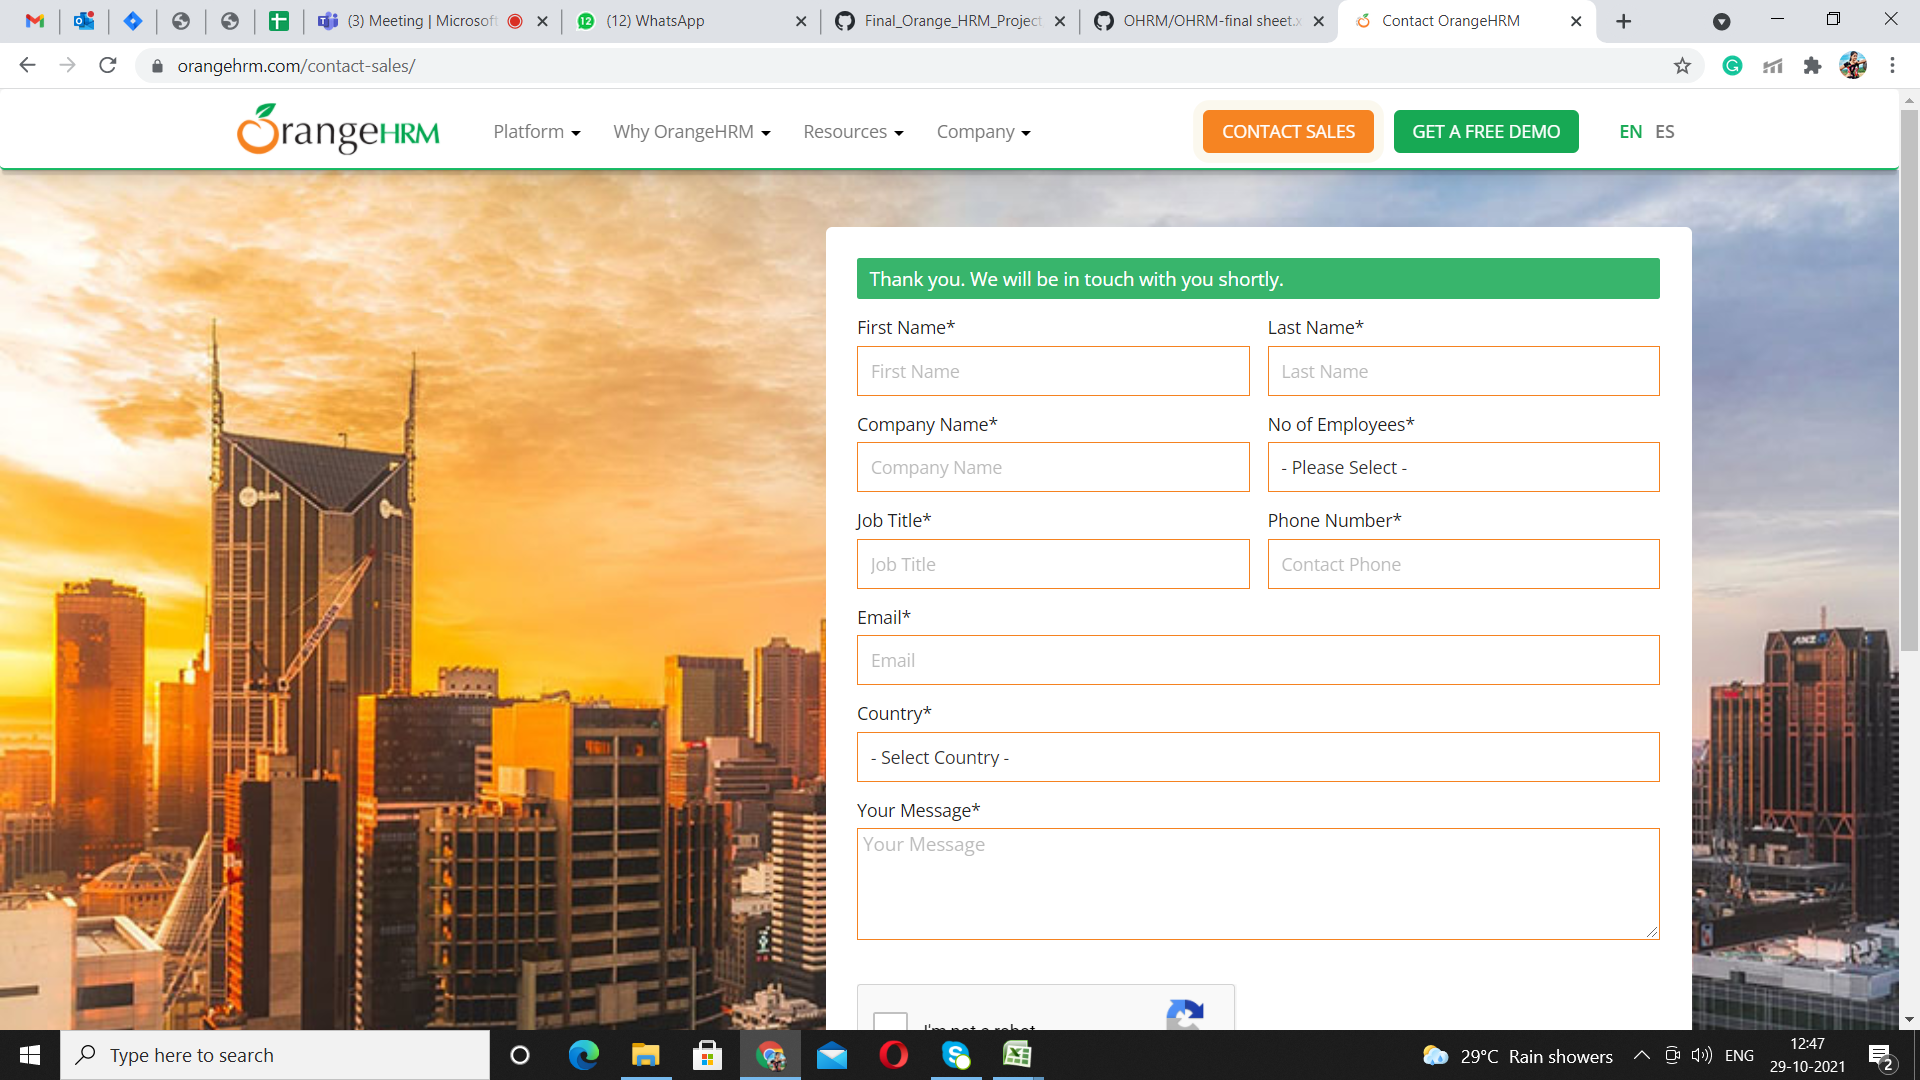 (3) Meeting | Microsoft
(12) WhatsApp
Final_Orange_HRM_Project
OHRM/OHRM-final sheet.x
Contact OrangeHRM
orangehrm.com/contact-sales/
OrangeHRM
Platform
Why OrangeHRM
Resources
Company
CONTACT SALES
GET A FREE DEMO
EN ES
Thank you. We will be in touch with you shortly.
First Name*
Last Name*
First Name
Last Name
Company Name*
No of Employees*
Company Name
- Please Select -
Job Title*
Phone Number*
Job Title
Contact Phone
Email*
Email
Country*
- Select Country -
Your Message*
Your Message
I'm not a robot
Type here to search
29°C Rain showers
ENG
12:47
29-10-2021
2